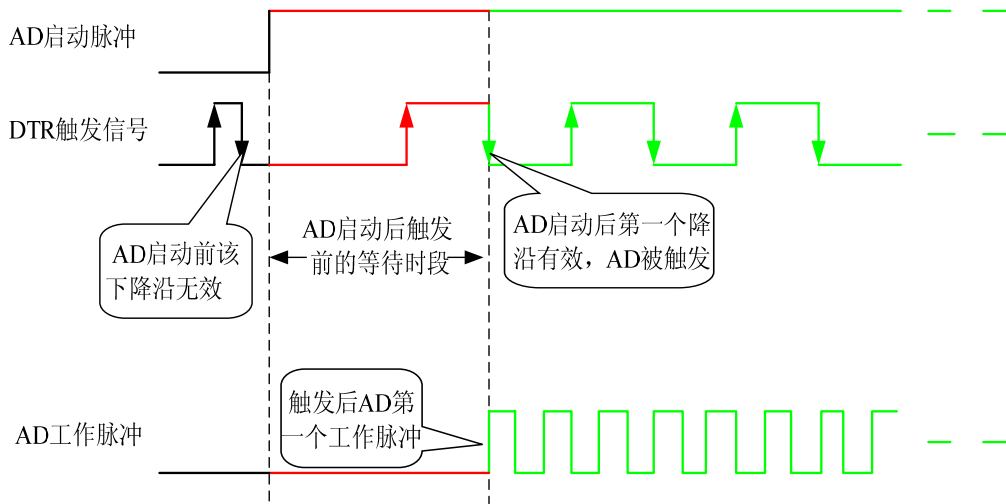 AD启动脉冲
DTR触发信号
AD启动前该
下降沿无效
AD启动后触发
前的等待时段
AD启动后第一个降
沿有效，AD被触发
触发后AD第
一个工作脉冲
AD工作脉冲